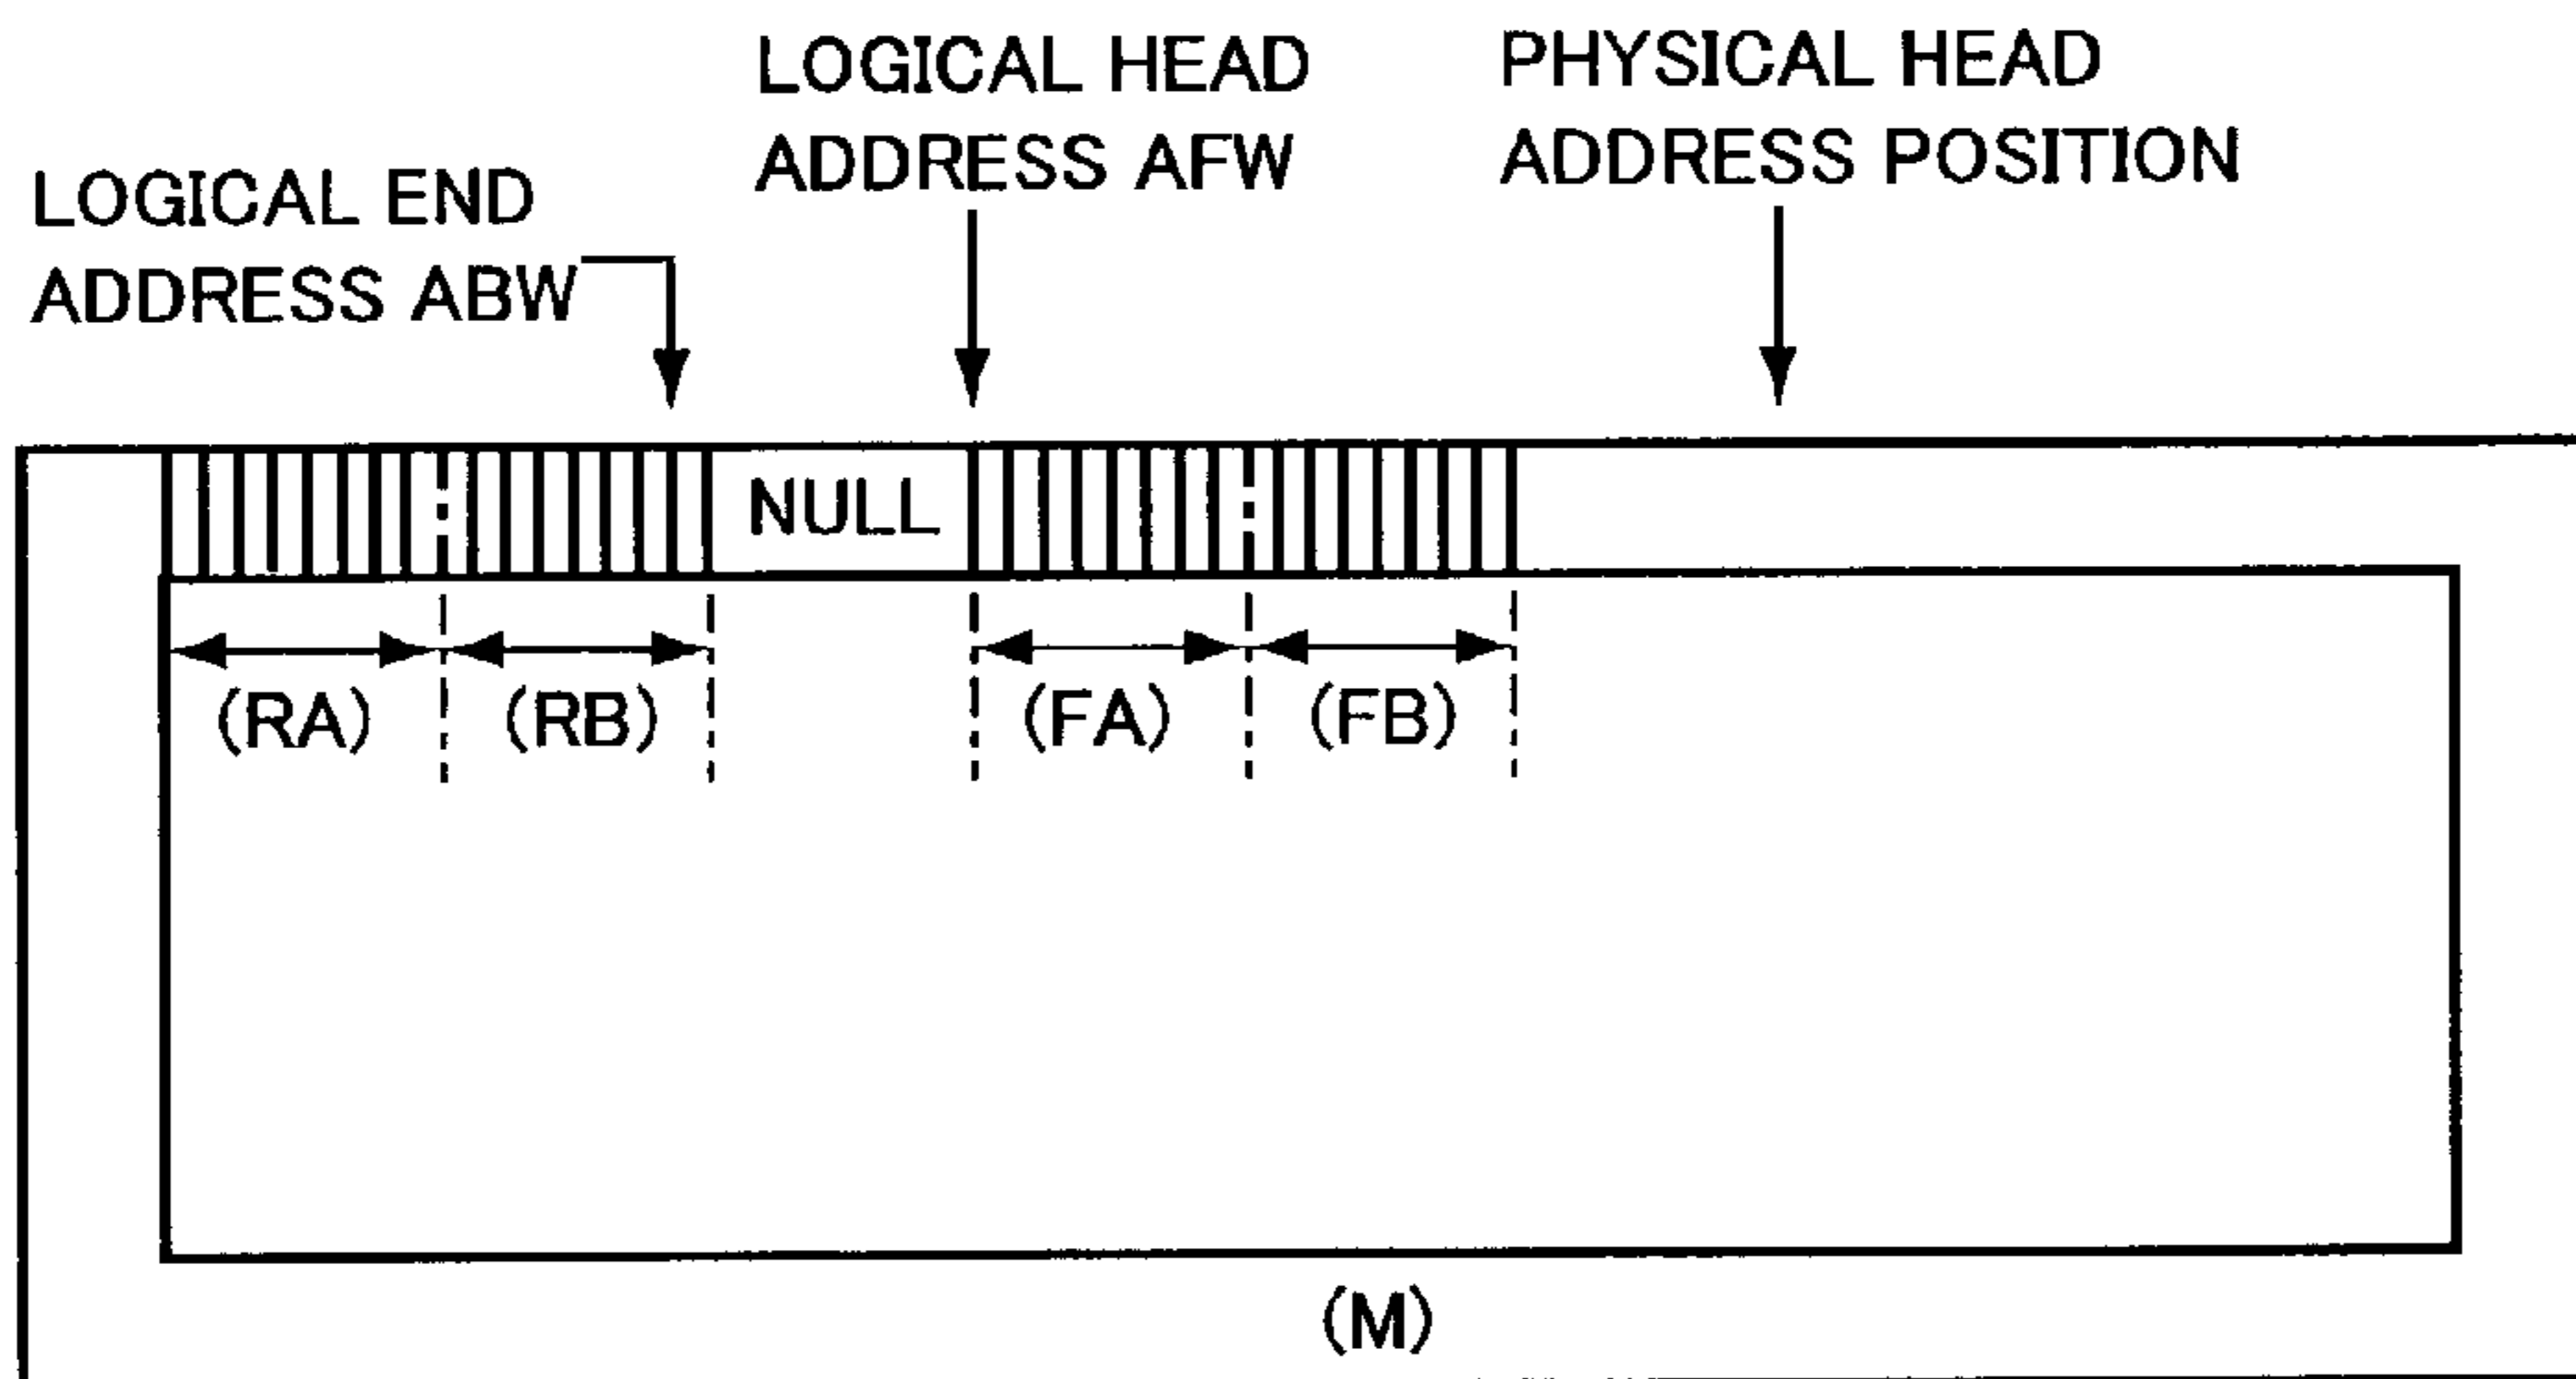 LOGICAL END
ADDRESS ABW
LOGICAL HEAD
ADDRESS AFW
PHYSICAL HEAD
ADDRESS POSITION
NULL
(RA)
(RB)
(FA)
(FB)
(M)